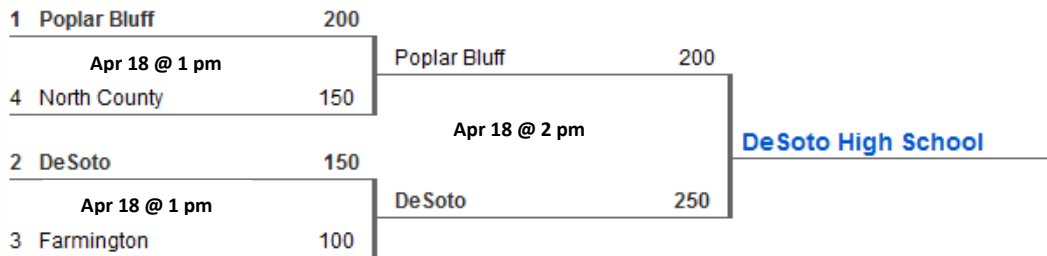 1 Poplar Bluff 200
Apr 18 @ 1 pm
4 North County 150
2 DeSoto 150
Apr 18 @ 1 pm
3 Farmington 100
Poplar Bluff 200
Apr 18 @ 2 pm
DeSoto 250
DeSoto High School